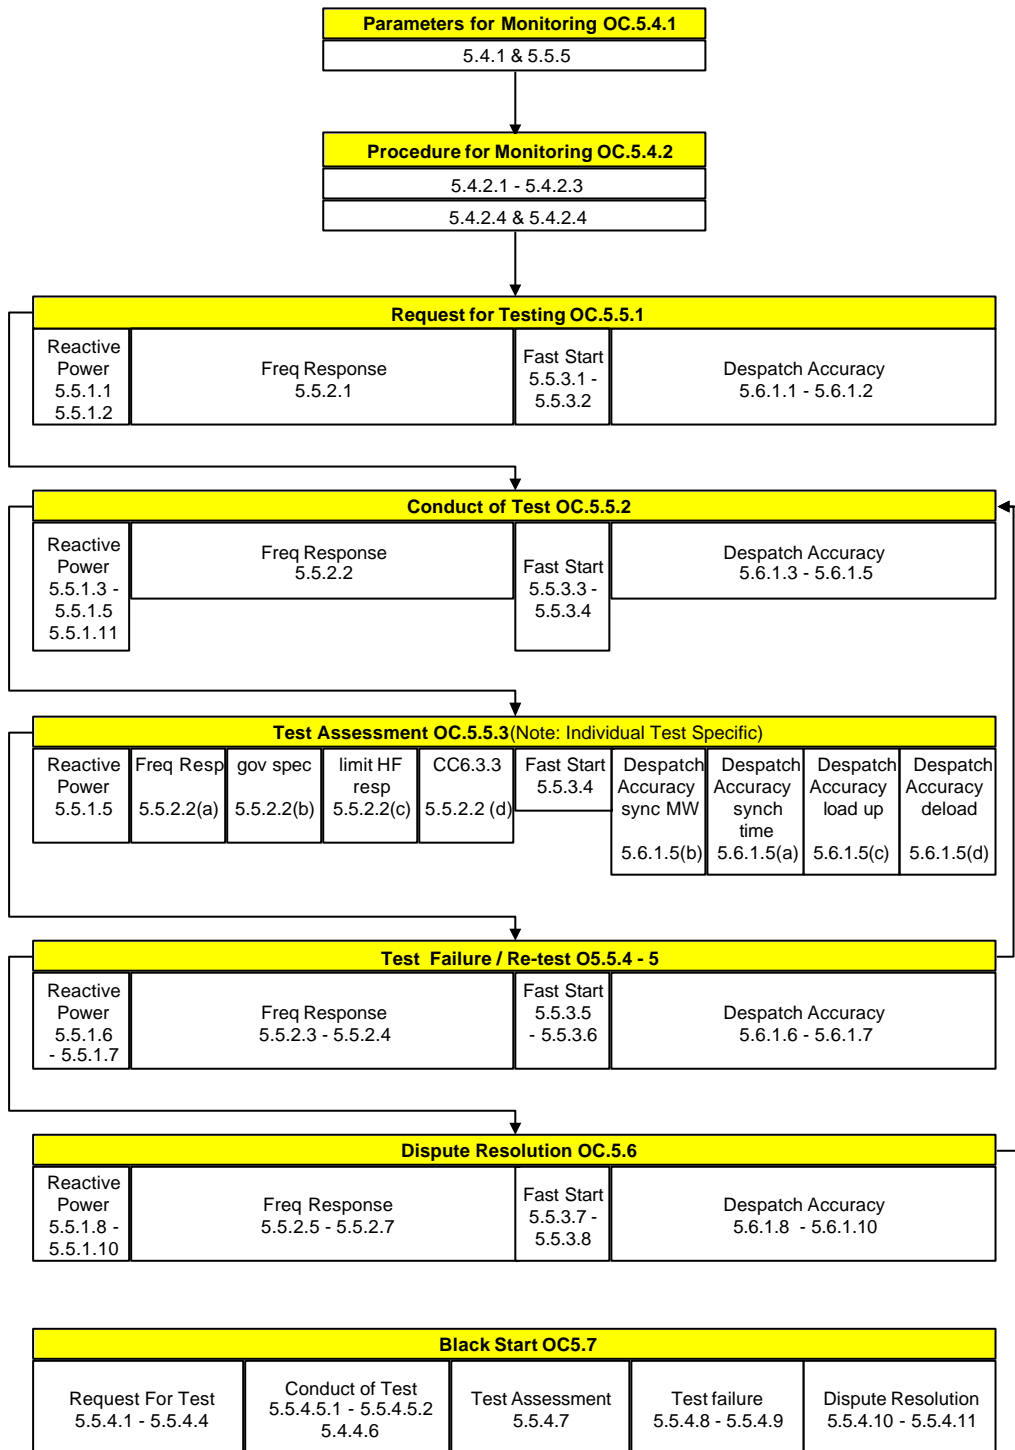 Parameters for Monitoring OC.5.4.1
5.4.1 & 5.5.5
Procedure for Monitoring OC.5.4.2
5.4.2.1 - 5.4.2.3
5.4.2.4 & 5.4.2.4
Request for Testing OC.5.5.1
Reactive
Power
5.5.1.1
5.5.1.2
Freq Response
5.5.2.1
Fast Start
5.5.3.1 -
5.5.3.2
Despatch Accuracy
5.6.1.1 - 5.6.1.2
Conduct of Test OC.5.5.2
Reactive
Power
5.5.1.3 -
5.5.1.5
5.5.1.11
Freq Response
5.5.2.2
Fast Start
5.5.3.3 -
5.5.3.4
Despatch Accuracy
5.6.1.3 - 5.6.1.5
Test Assessment OC.5.5.3(Note: Individual Test Specific)
Reactive
Power
5.5.1.5
Freq Resp
5.5.2.2(a)
gov spec
5.5.2.2(b)
limit HF
resp
5.5.2.2(c)
CC6.3.3
5.5.2.2 (d)
Fast Start
5.5.3.4
Despatch
Accuracy
sync MW
5.6.1.5(b)
Despatch
Accuracy
synch
time
5.6.1.5(a)
Despatch
Accuracy
load up
5.6.1.5(c)
Despatch
Accuracy
deload
5.6.1.5(d)
Test Failure / Re-test O5.5.4 - 5
Reactive
Power
5.5.1.6
- 5.5.1.7
Freq Response
5.5.2.3 - 5.5.2.4
Fast Start
5.5.3.5
- 5.5.3.6
Despatch Accuracy
5.6.1.6 - 5.6.1.7
Dispute Resolution OC.5.6
Reactive
Power
5.5.1.8 -
5.5.1.10
Freq Response
5.5.2.5 - 5.5.2.7
Fast Start
5.5.3.7 -
5.5.3.8
Despatch Accuracy
5.6.1.8 - 5.6.1.10
Black Start OC5.7
Request For Test
5.5.4.1 - 5.5.4.4
Conduct of Test
5.5.4.5.1 - 5.5.4.5.2
5.4.4.6
Test Assessment
5.5.4.7
Test failure
5.5.4.8 - 5.5.4.9
Dispute Resolution
5.5.4.10 - 5.5.4.11